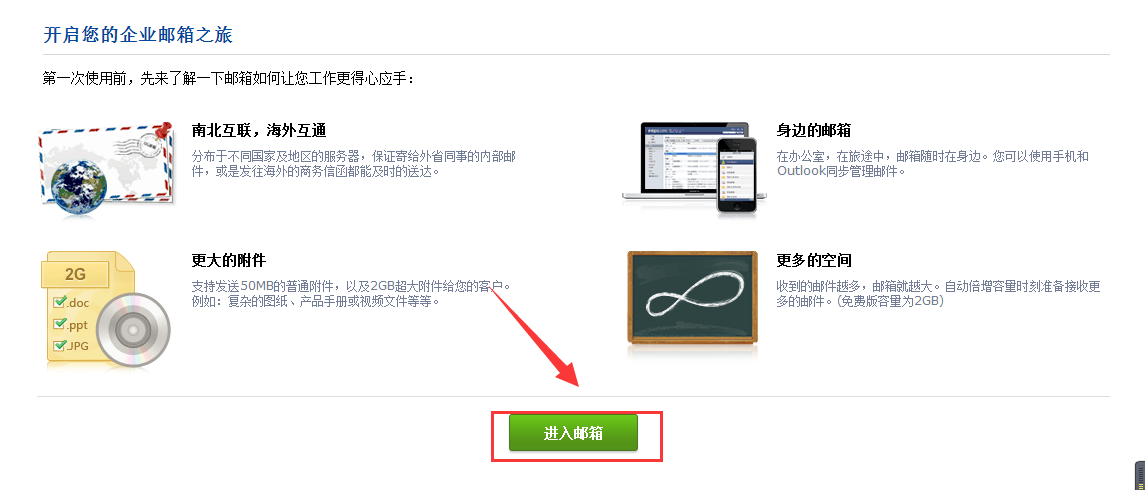 开启您的企业邮箱之旅
第一次使用前，先来了解一下邮箱如何让您工作更得心应手：
南北互联，海外互通
分布于不同国家及地区的服务器，保证寄给外省同事的内部邮
件，或是发往海外的商务信函都能及时的送达。
身边的邮箱
在办公室，在旅途中，邮箱随时在身边。您可以使用手机和
Outlook同步管理邮件。
2G
.doc
.ppt
.JPG
更大的附件
支持发送50MB的普通附件，以及2GB超大附件给您的客户。
例如：复杂的图纸、产品手册或视频文件等等。
更多的空间
收到的邮件越多，邮箱就越大。自动倍增容量时刻准备接收更
多的邮件。(免费版容量为2GB)
进入邮箱